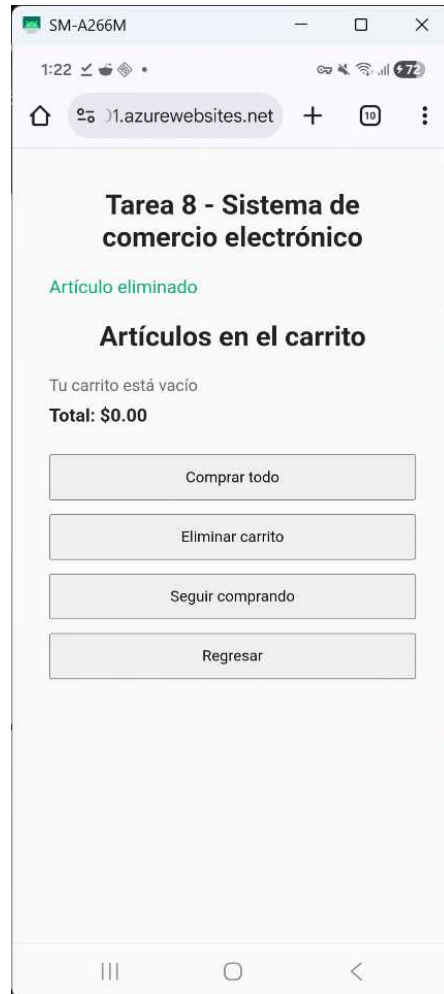 SM-A266M
1:22
72
01.azurewebsites.net
10
Tarea 8 - Sistema de
comercio electrónico
Artículo eliminado
Artículos en el carrito
Tu carrito está vacío
Total: $0.00
Comprar todo
Eliminar carrito
Seguir comprando
Regresar